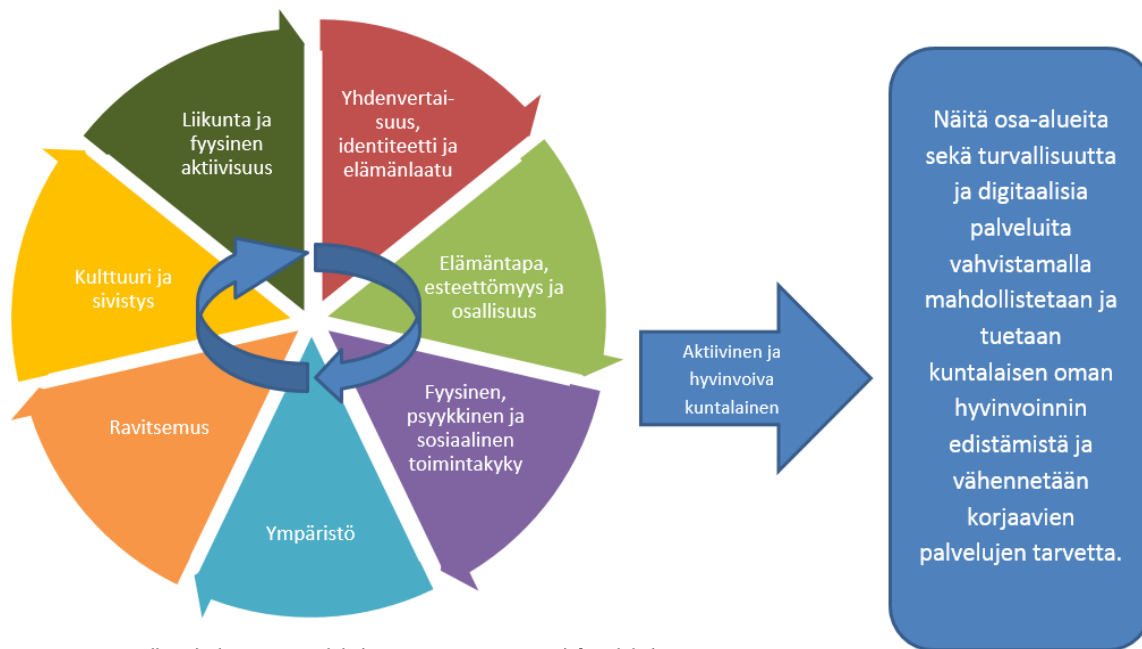 Liikunta ja
fyysinen
aktiivisuus
Yhdenvertai-
suus,
identiteetti ja
elämänlaatu
Elämäntapa,
esteettömyys ja
osallisuus
Fyysinen,
psyykkinen ja
sosiaalinen
toimintakyky
Ympäristö
Ravitsemus
Kulttuuri ja
sivistys
Aktiivinen ja
hyvinvoiva
kuntalainen
Näitä osa-alueita
sekä turvallisuutta
ja digitaalisia
palveluita
vahvistamalla
mahdollistetaan ja
tuetaan
kuntalaisen oman
hyvinvoinnin
edistämistä ja
vähennetään
korjaavien
palvelujen tarvetta.